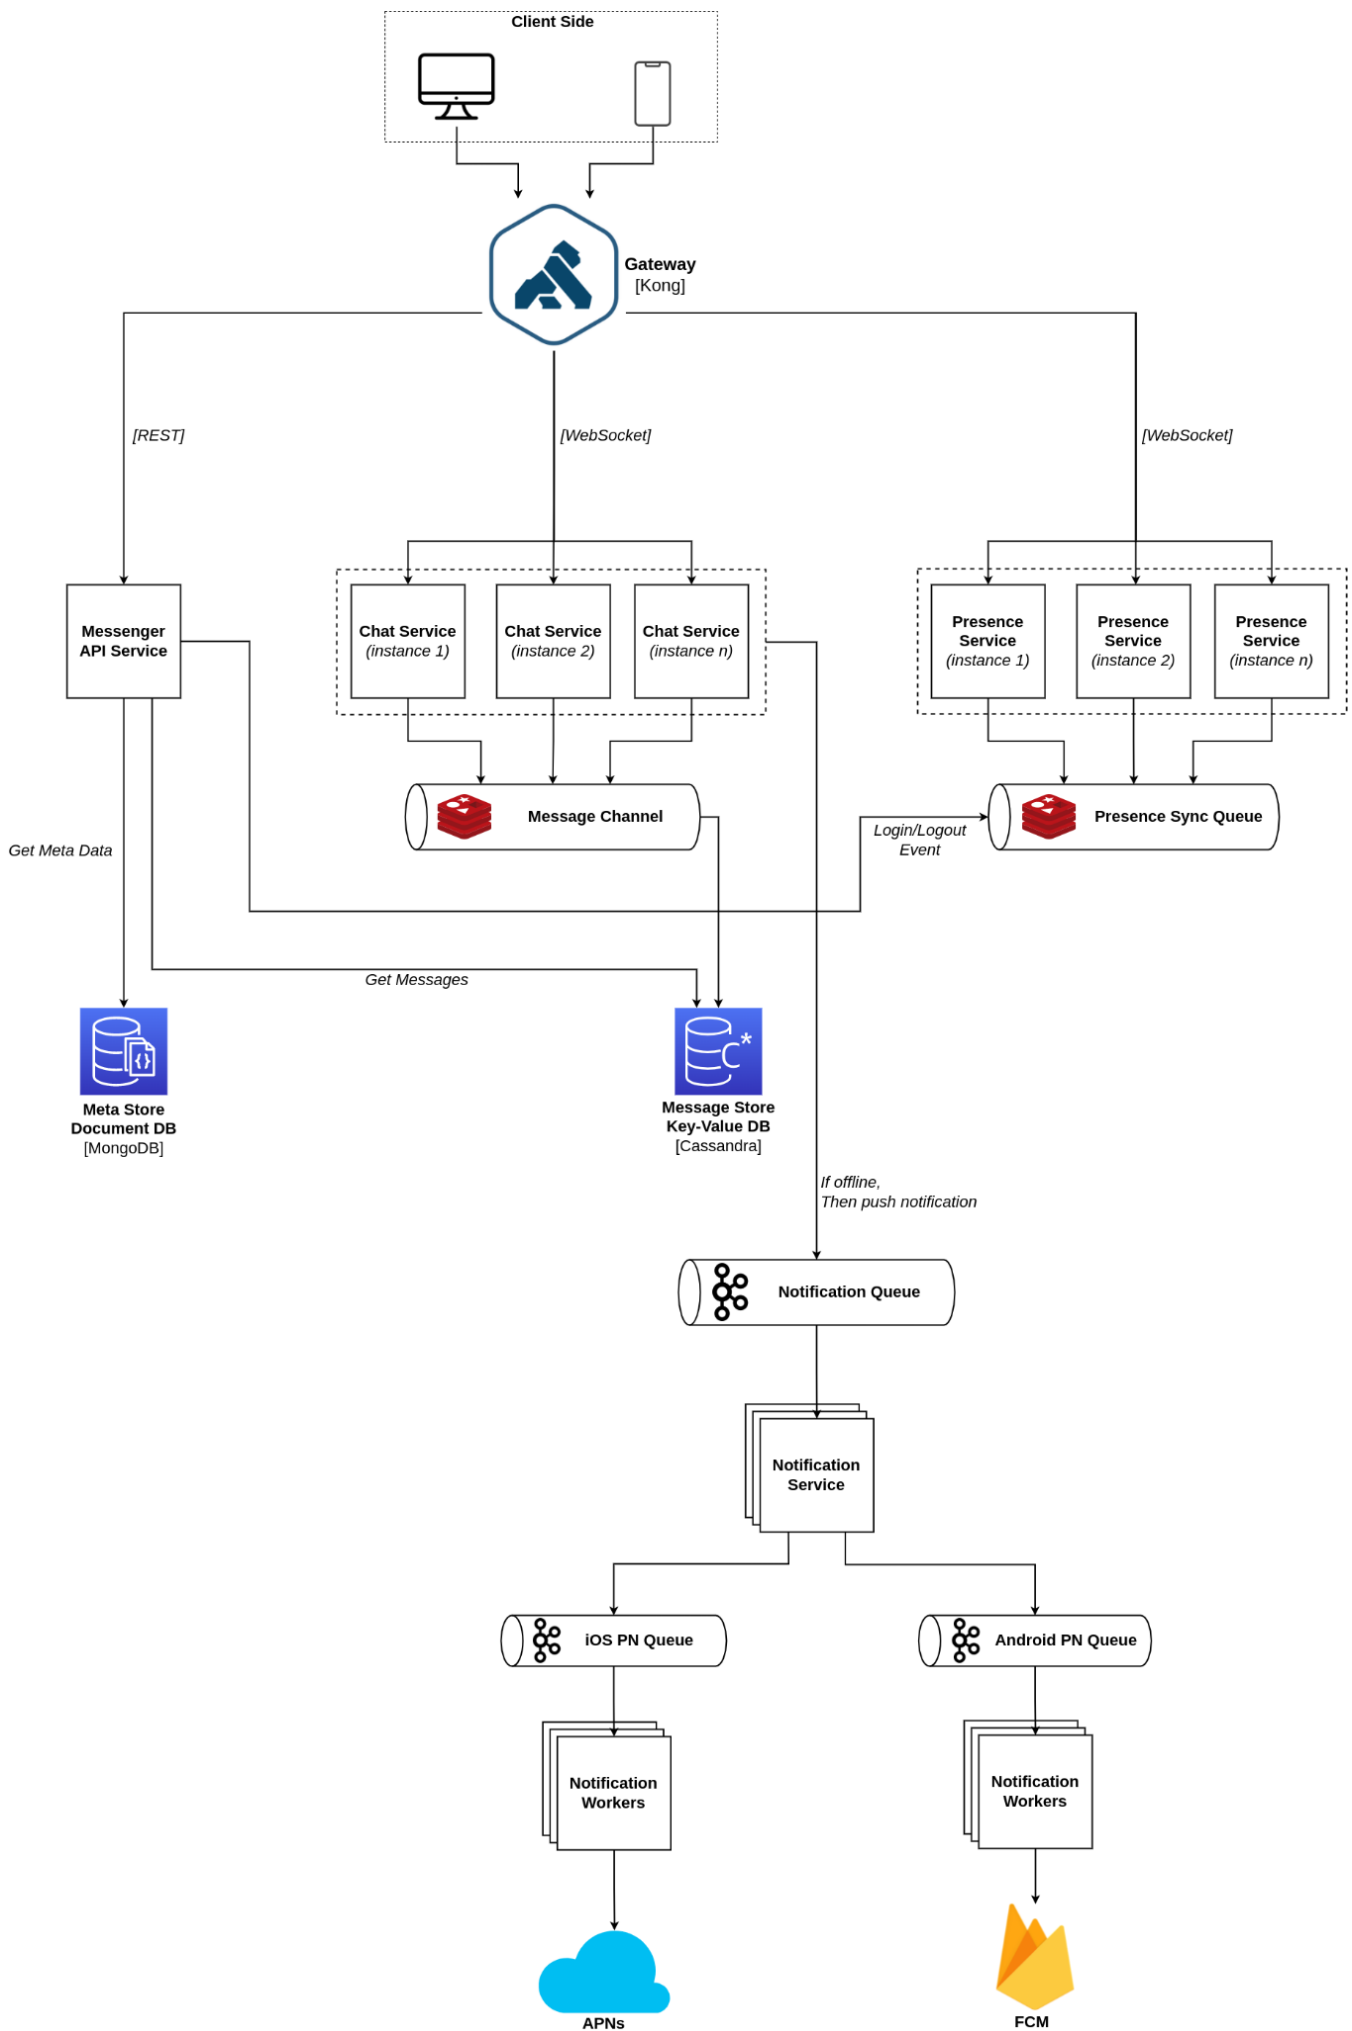 Client Side
Gateway
[Kong]
[REST]
[WebSocket]
[WebSocket]
Messenger
API Service
Chat Service
(instance 1)
Chat Service
(instance 2)
Chat Service
(instance n)
Presence
Service
(instance 1)
Presence
Service
(instance 2)
Presence
Service
(instance n)
Message Channel
Presence Sync Queue
Login/Logout
Event
Get Meta Data
Get Messages
{}
C*
Meta Store
Document DB
[MongoDB]
Message Store
Key-Value DB
[Cassandra]
If offline,
Then push notification
Notification Queue
Notification
Service
iOS PN Queue
Android PN Queue
Notification
Workers
Notification
Workers
APNs
FCM